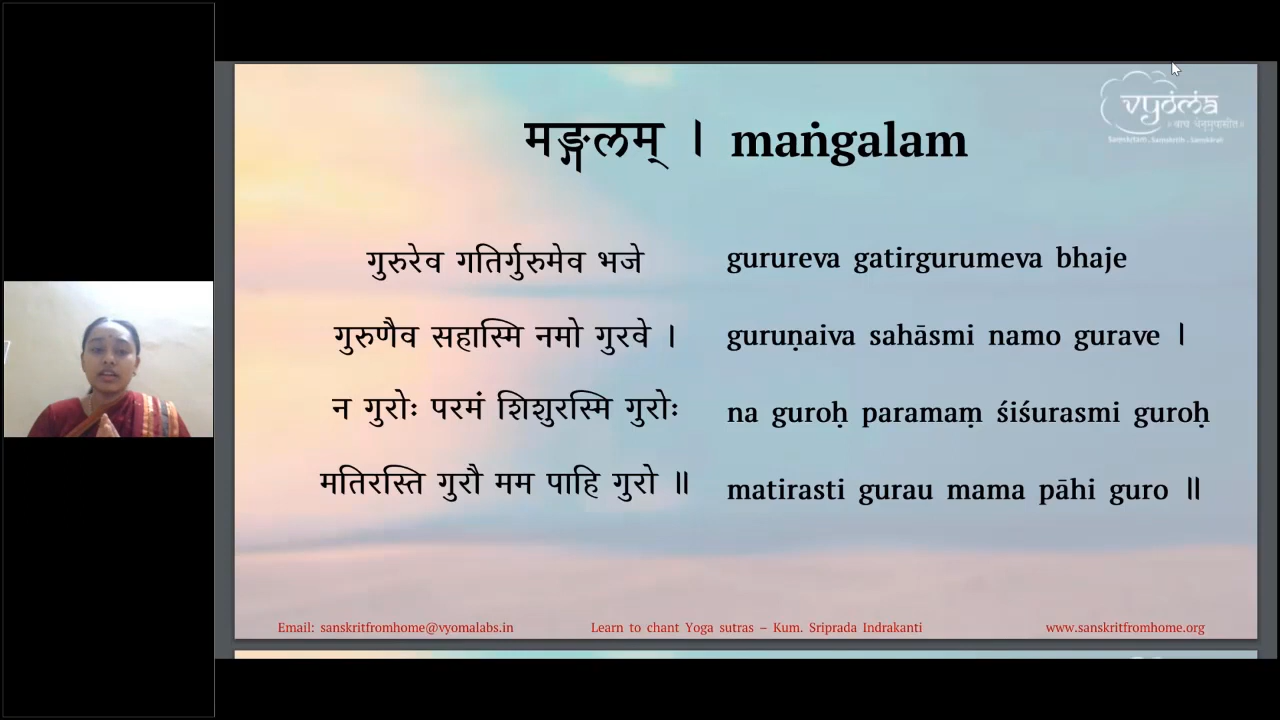 vyoma
मङ्गलम् । maṅgalam
गुरुरेव गतिर्गुरुमेव भजे
गुरुणैव सहास्मि नमो गुरवे ।
न गुरोः परमं शिशुरस्मि गुरोः
मतिरस्ति गुरौ मम पाहि गुरो ॥
gurureva gatirgurumeva bhaje
guruṇaiva sahāsmi namo gurave ।
na guroḥ paramaṃ śiśurasmi guroḥ
matirasti gurau mama pāhi guro ॥
Email: sanskritfromhome@vyomalabs.in
Learn to chant Yoga sutras – Kum. Sriprada Indrakanti
www.sanskritfromhome.org